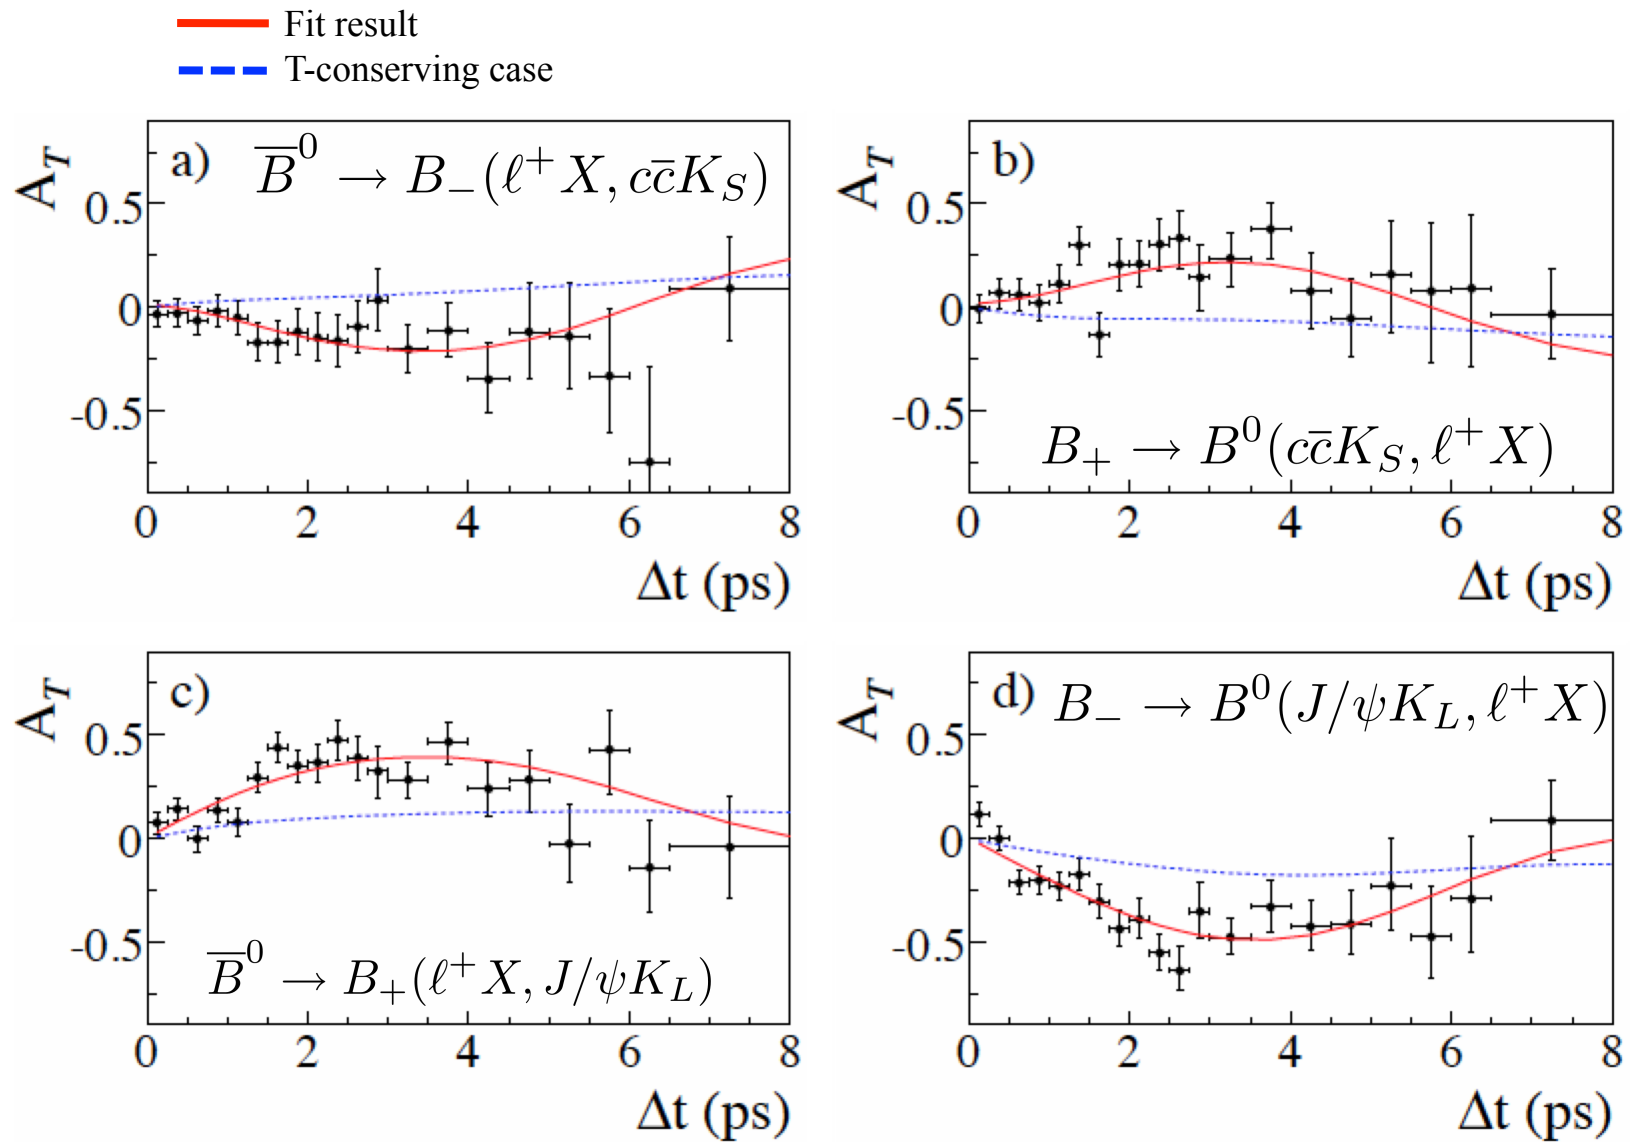 Fit result
T-conserving case
A_T
a) B̅⁰ → B₋(ℓ⁺X, cc̅K_S)
0.5
0
-0.5
0 2 4 6 8
Δt (ps)
A_T
b)
0.5
0
-0.5
B₊ → B⁰(cc̅K_S, ℓ⁺X)
0 2 4 6 8
Δt (ps)
A_T
c)
0.5
0
-0.5
B̅⁰ → B₊(ℓ⁺X, J/ψK_L)
0 2 4 6 8
Δt (ps)
A_T
d) B₋ → B⁰(J/ψK_L, ℓ⁺X)
0.5
0
-0.5
0 2 4 6 8
Δt (ps)